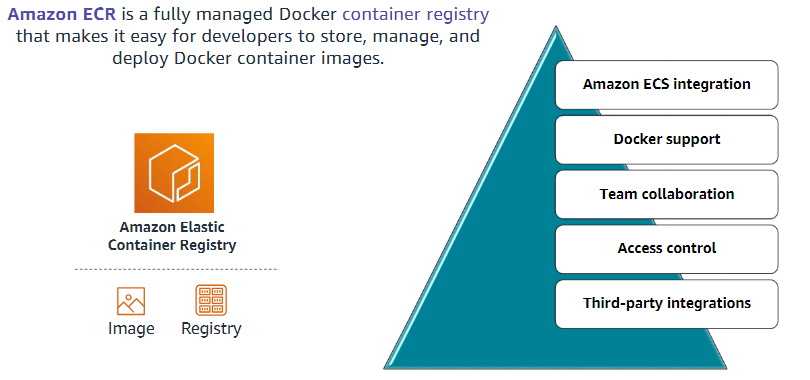 Amazon ECR is a fully managed Docker container registry
that makes it easy for developers to store, manage, and
deploy Docker container images.
Amazon Elastic
Container Registry
Image
Registry
Amazon ECS integration
Docker support
Team collaboration
Access control
Third-party integrations